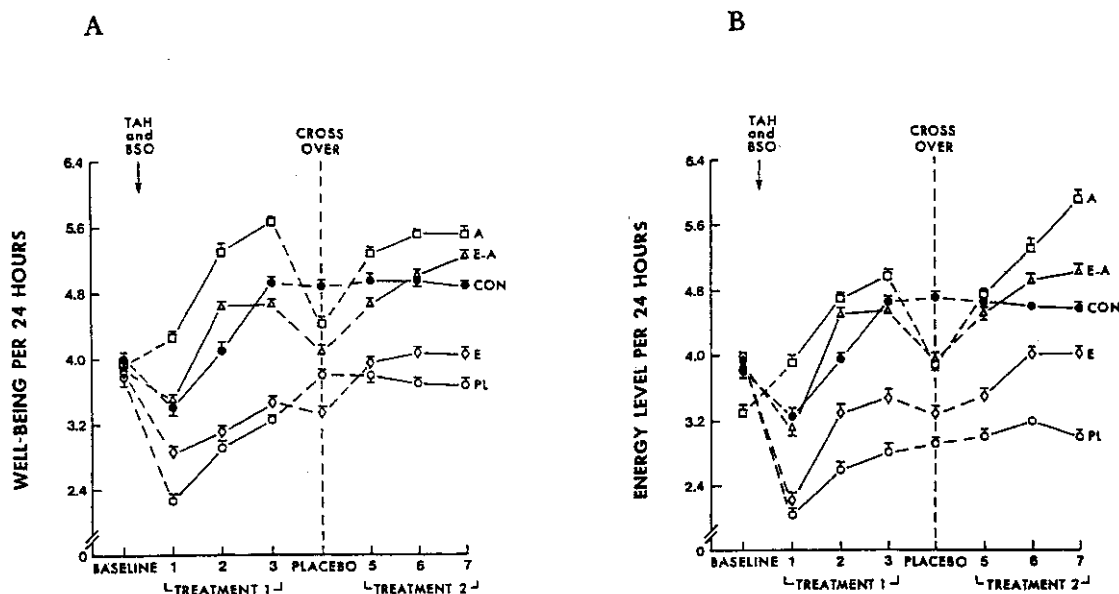 A
TAH
and
BSO
CROSS
OVER
6.4
5.6
4.8
4.0
3.2
2.4
0
WELL-BEING PER 24 HOURS
A
E-A
CON
E
PL
BASELINE 1 2 3 PLACEBO 5 6 7
TREATMENT 1 TREATMENT 2
B
TAH
and
BSO
CROSS
OVER
6.4
5.6
4.8
4.0
3.2
2.4
0
ENERGY LEVEL PER 24 HOURS
A
E-A
CON
E
PL
BASELINE 1 2 3 PLACEBO 5 6 7
TREATMENT 1 TREATMENT 2